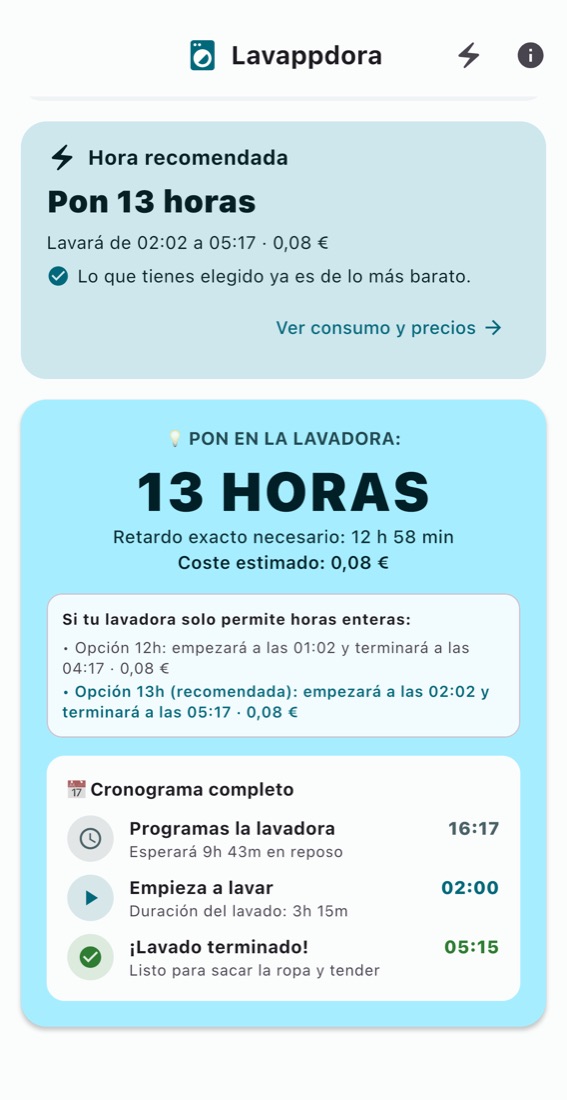 Lavappdora
Hora recomendada
Pon 13 horas
Lavará de 02:02 a 05:17 · 0,08 €
Lo que tienes elegido ya es de lo más barato.
Ver consumo y precios →
PON EN LA LAVADORA:
13 HORAS
Retardo exacto necesario: 12 h 58 min
Coste estimado: 0,08 €
Si tu lavadora solo permite horas enteras:
• Opción 12h: empezará a las 01:02 y terminará a las
04:17 · 0,08 €
• Opción 13h (recomendada): empezará a las 02:02 y
terminará a las 05:17 · 0,08 €
17 Cronograma completo
Programas la lavadora 16:17
Esperará 9h 43m en reposo
Empieza a lavar 02:00
Duración del lavado: 3h 15m
¡Lavado terminado! 05:15
Listo para sacar la ropa y tender